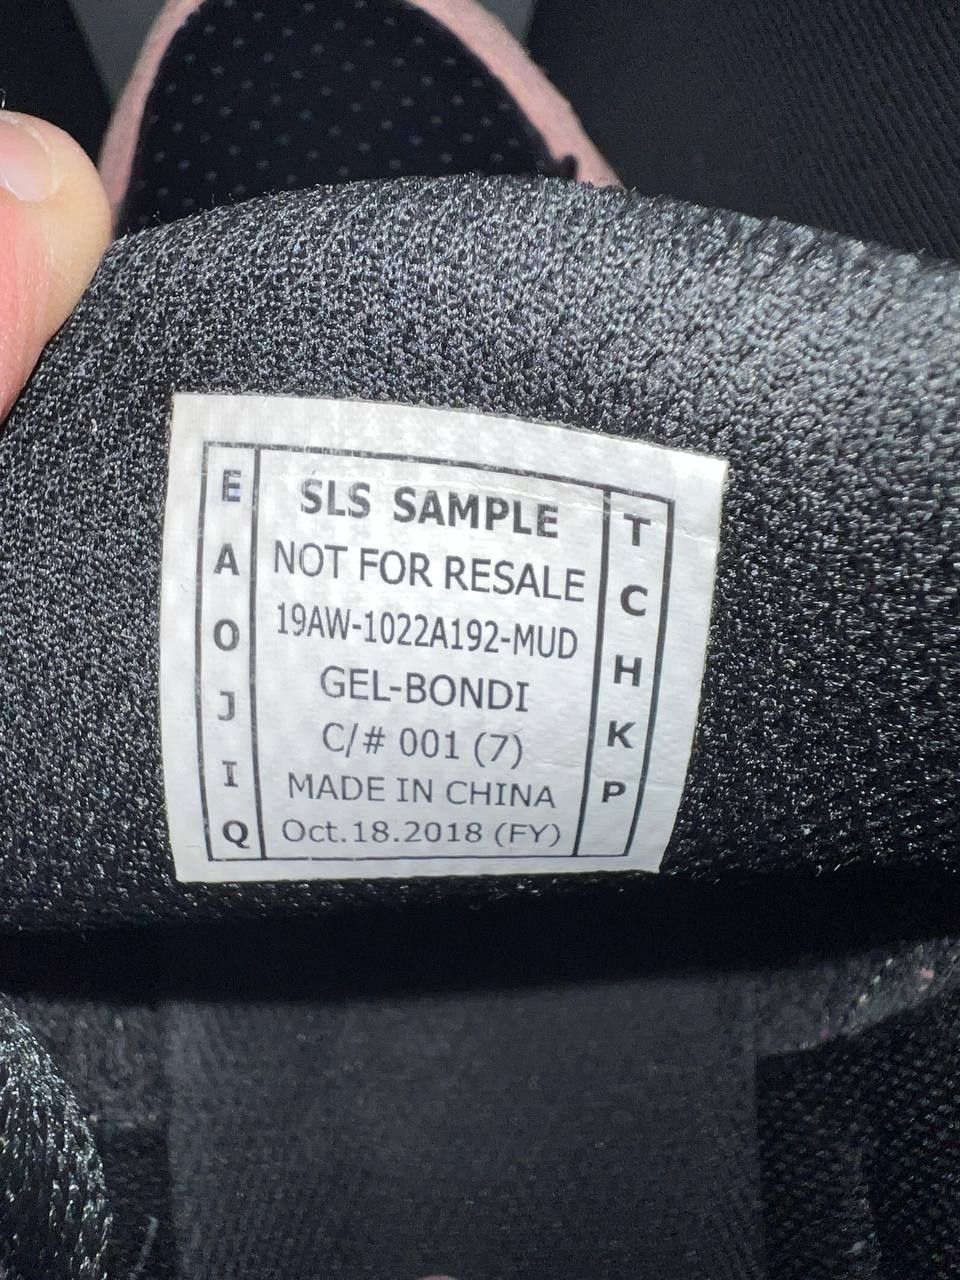 E
A
O
J
I
Q
SLS SAMPLE
NOT FOR RESALE
19AW-1022A192-MUD
GEL-BONDI
C/# 001 (7)
MADE IN CHINA
Oct.18.2018 (FY)
T
C
H
K
P